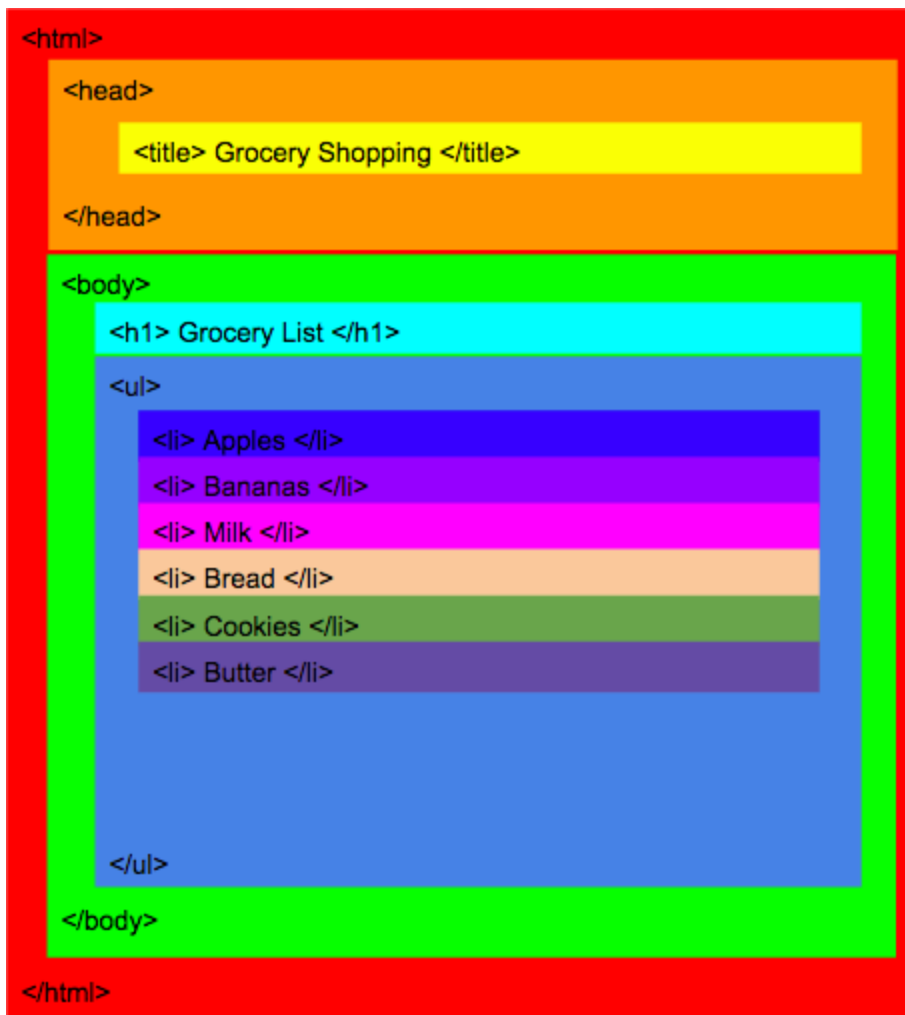 <html>
<head>
<title> Grocery Shopping </title>
</head>
<body>
<h1> Grocery List </h1>
<ul>
<li> Apples </li>
<li> Bananas </li>
<li> Milk </li>
<li> Bread </li>
<li> Cookies </li>
<li> Butter </li>
</ul>
</body>
</html>